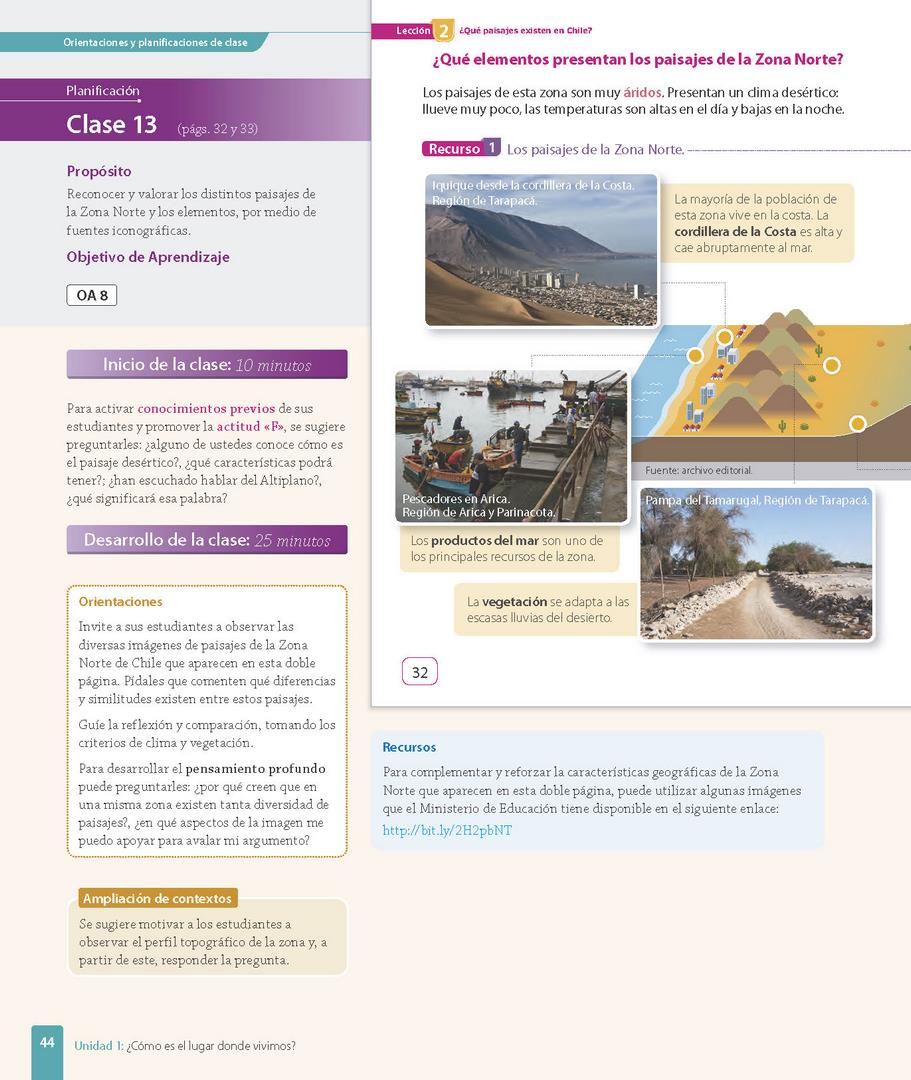 Orientaciones y planificaciones de clase
Planificación
Clase 13 (págs. 32 y 33)
Propósito
Reconocer y valorar los distintos paisajes de
la Zona Norte y los elementos, por medio de
fuentes iconográficas.
Objetivo de Aprendizaje
OA 8
Inicio de la clase: 10 minutos
Para activar conocimientos previos de sus
estudiantes y promover la actitud «F», se sugiere
preguntarles: ¿alguno de ustedes conoce cómo es
el paisaje desértico?, ¿qué características podrá
tener?; ¿han escuchado hablar del Altiplano?,
¿qué significará esa palabra?
Desarrollo de la clase: 25 minutos
Orientaciones
Invite a sus estudiantes a observar las
diversas imágenes de paisajes de la Zona
Norte de Chile que aparecen en esta doble
página. Pídales que comenten qué diferencias
y similitudes existen entre estos paisajes.
Guíe la reflexión y comparación, tomando los
criterios de clima y vegetación.
Para desarrollar el pensamiento profundo
puede preguntarles: ¿por qué creen que en
una misma zona existen tanta diversidad de
paisajes?, ¿en qué aspectos de la imagen me
puedo apoyar para avalar mi argumento?
Ampliación de contextos
Se sugiere motivar a los estudiantes a
observar el perfil topográfico de la zona y, a
partir de este, responder la pregunta.
Lección 2 ¿Qué paisajes existen en Chile?
¿Qué elementos presentan los paisajes de la Zona Norte?
Los paisajes de esta zona son muy áridos. Presentan un clima desértico:
llueve muy poco, las temperaturas son altas en el día y bajas en la noche.
Recurso 1 Los paisajes de la Zona Norte.
Iquique desde la cordillera de la Costa.
Región de Tarapacá.
La mayoría de la población de
esta zona vive en la costa. La
cordillera de la Costa es alta y
cae abruptamente al mar.
Pescadores en Arica.
Región de Arica y Parinacota.
Fuente: archivo editorial.
Pampa del Tamarugal, Región de Tarapacá.
Los productos del mar son uno de
los principales recursos de la zona.
La vegetación se adapta a las
escasas lluvias del desierto.
32
Recursos
Para complementar y reforzar la características geográficas de la Zona
Norte que aparecen en esta doble página, puede utilizar algunas imágenes
que el Ministerio de Educación tiene disponible en el siguiente enlace:
http://bit.ly/2H2pbNT
44 Unidad 1: ¿Cómo es el lugar donde vivimos?